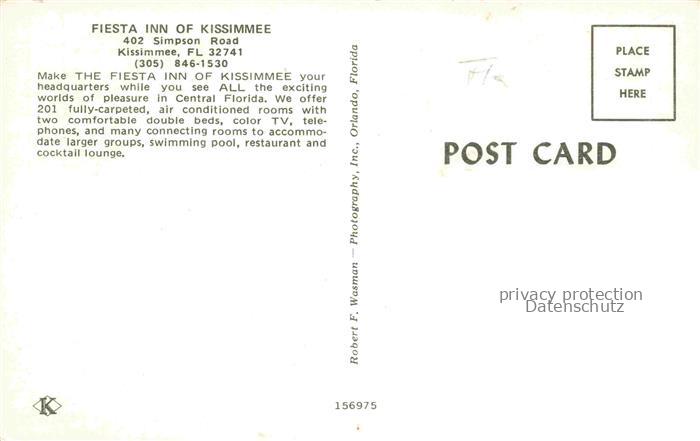 FIESTA INN OF KISSIMMEE
402 Simpson Road
Kissimmee, FL 32741
(305) 846-1530
Make THE FIESTA INN OF KISSIMMEE your
headquarters while you see ALL the exciting
worlds of pleasure in Central Florida. We offer
201 fully-carpeted, air conditioned rooms with
two comfortable double beds, color TV, tele-
phones, and many connecting rooms to accommo-
date larger groups, swimming pool, restaurant and
cocktail lounge.
Robert F. Wasman — Photography, Inc., Orlando, Florida
Fla
PLACE
STAMP
HERE
POST CARD
privacy protection
Datenschutz
K
156975